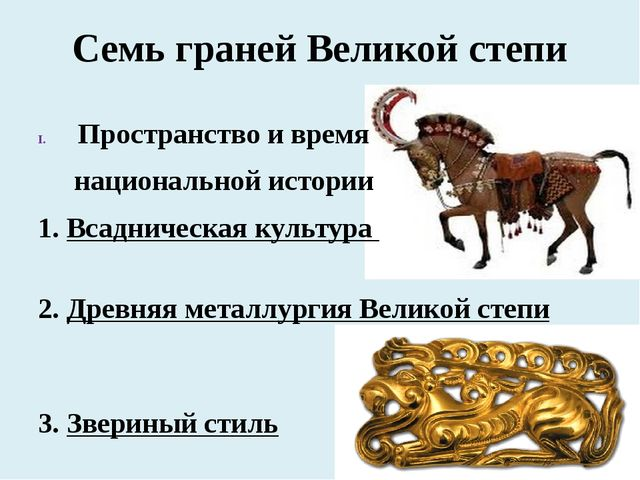 Семь граней Великой степи
I. Пространство и время
национальной истории
1. Всадническая культура
2. Древняя металлургия Великой степи
3. Звериный стиль